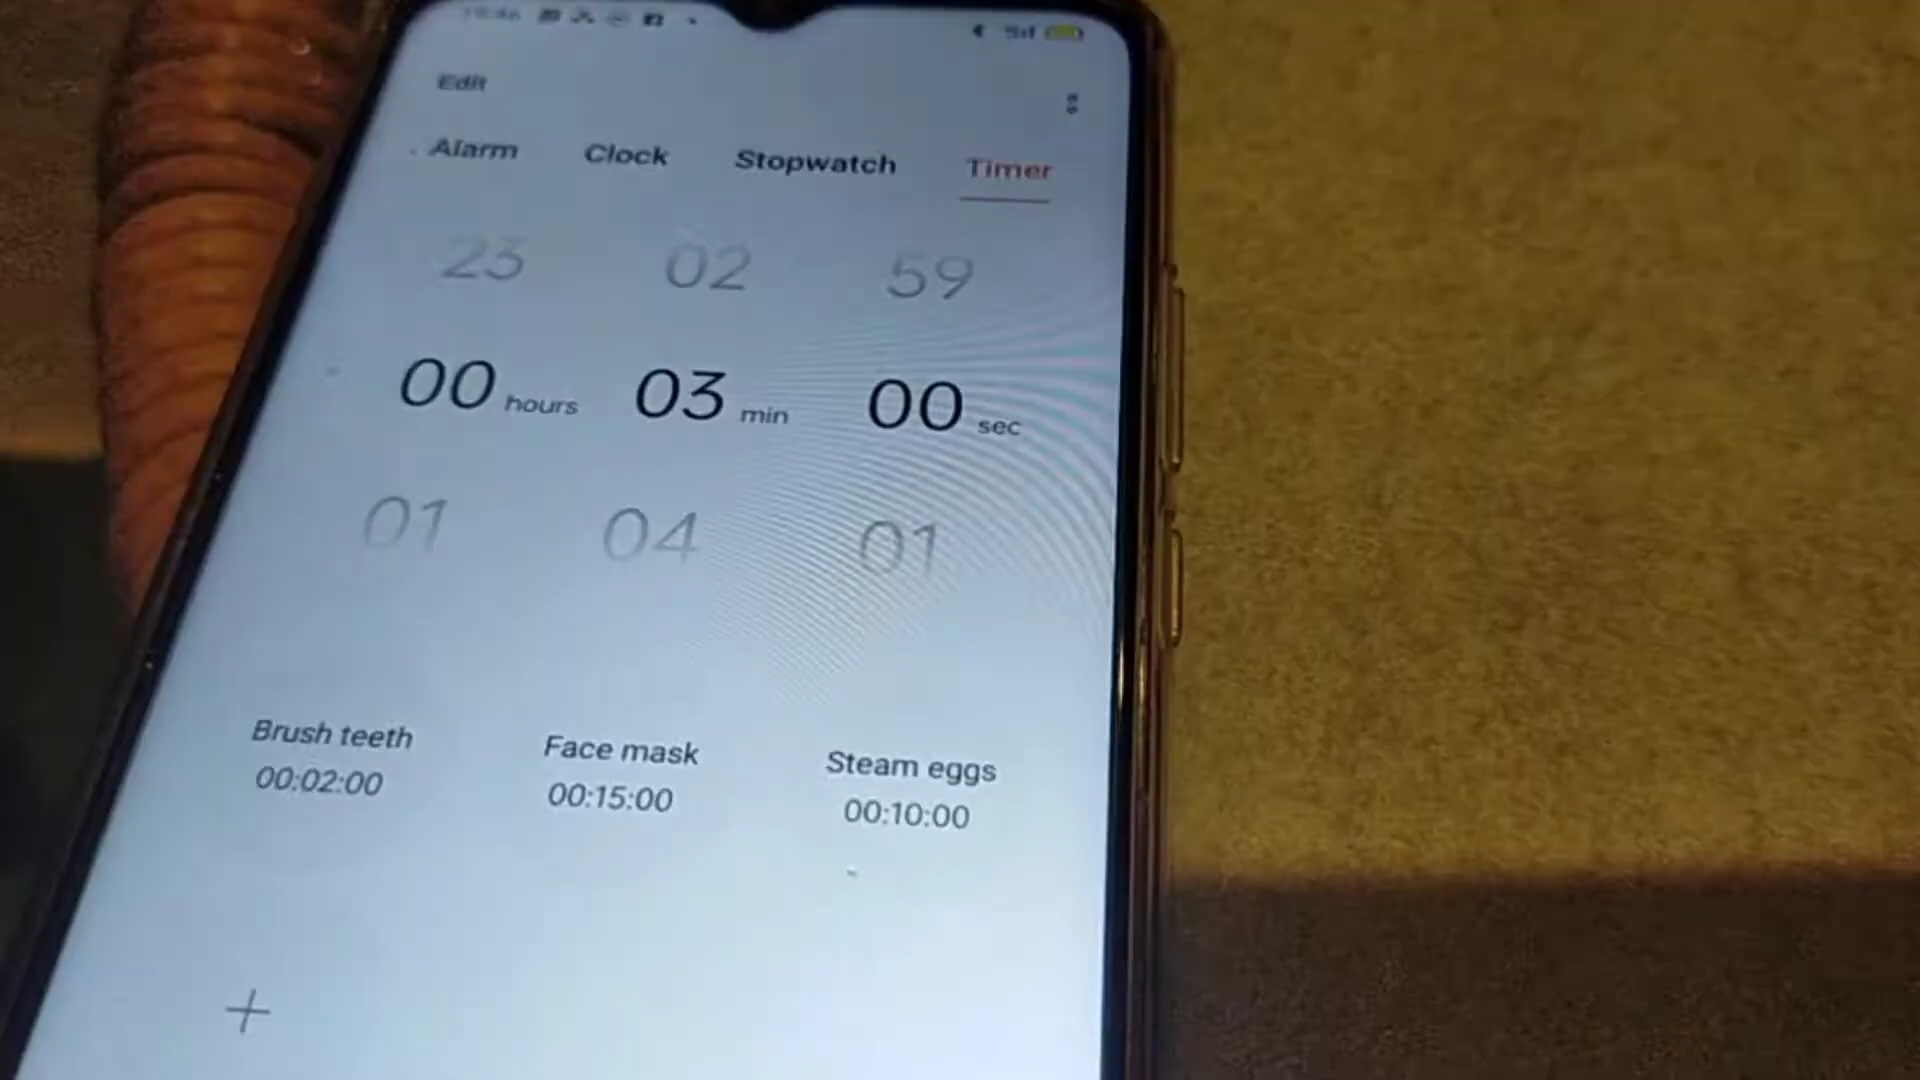 Edit
Alarm Clock Stopwatch Timer
23 02 59
00 hours 03 min 00 sec
01 04 01
Brush teeth Face mask Steam eggs
00:02:00 00:15:00 00:10:00